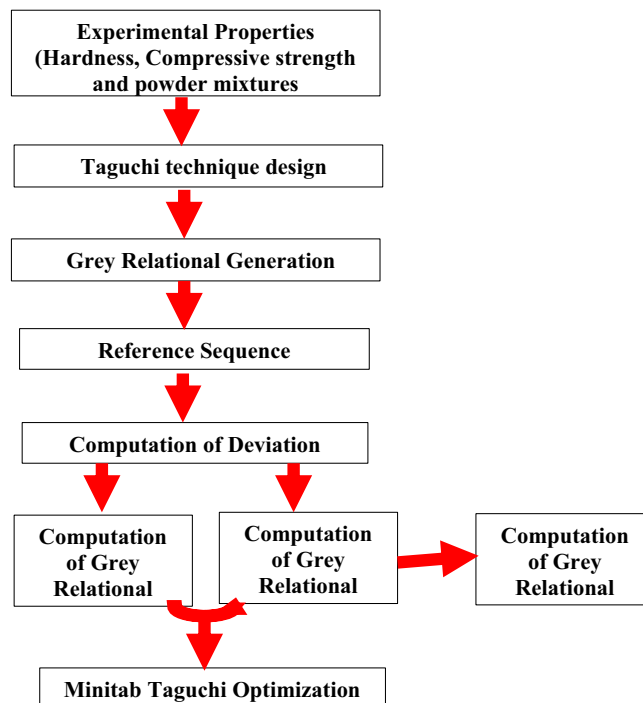 Experimental Properties
(Hardness, Compressive strength
and powder mixtures
Taguchi technique design
Grey Relational Generation
Reference Sequence
Computation of Deviation
Computation
of Grey
Relational
Computation
of Grey
Relational
Computation
of Grey
Relational
Minitab Taguchi Optimization